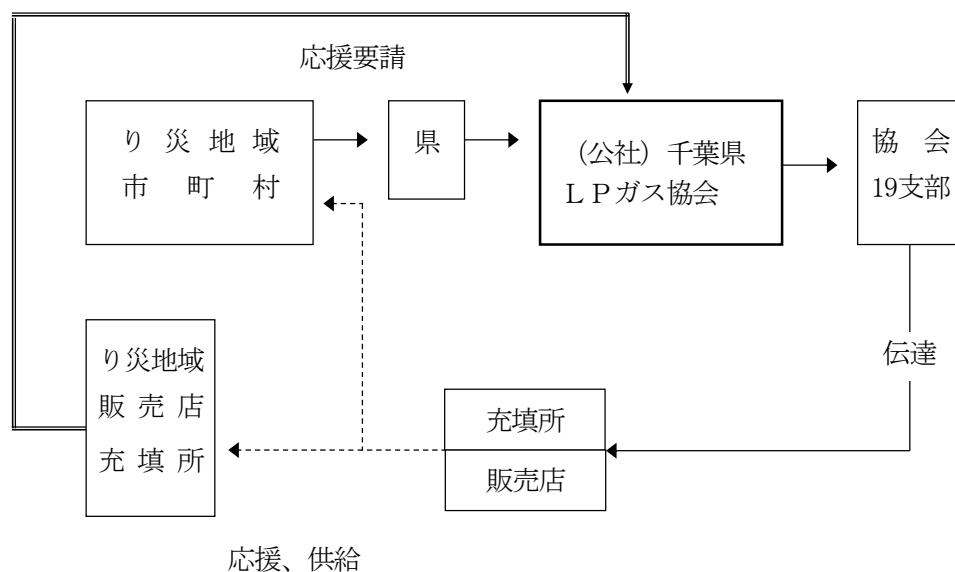 応援要請
り災地域
市町村
県
(公社)千葉県
LPガス協会
協会
19支部
伝達
り災地域
販売店
充填所
充填所
販売店
応援、供給